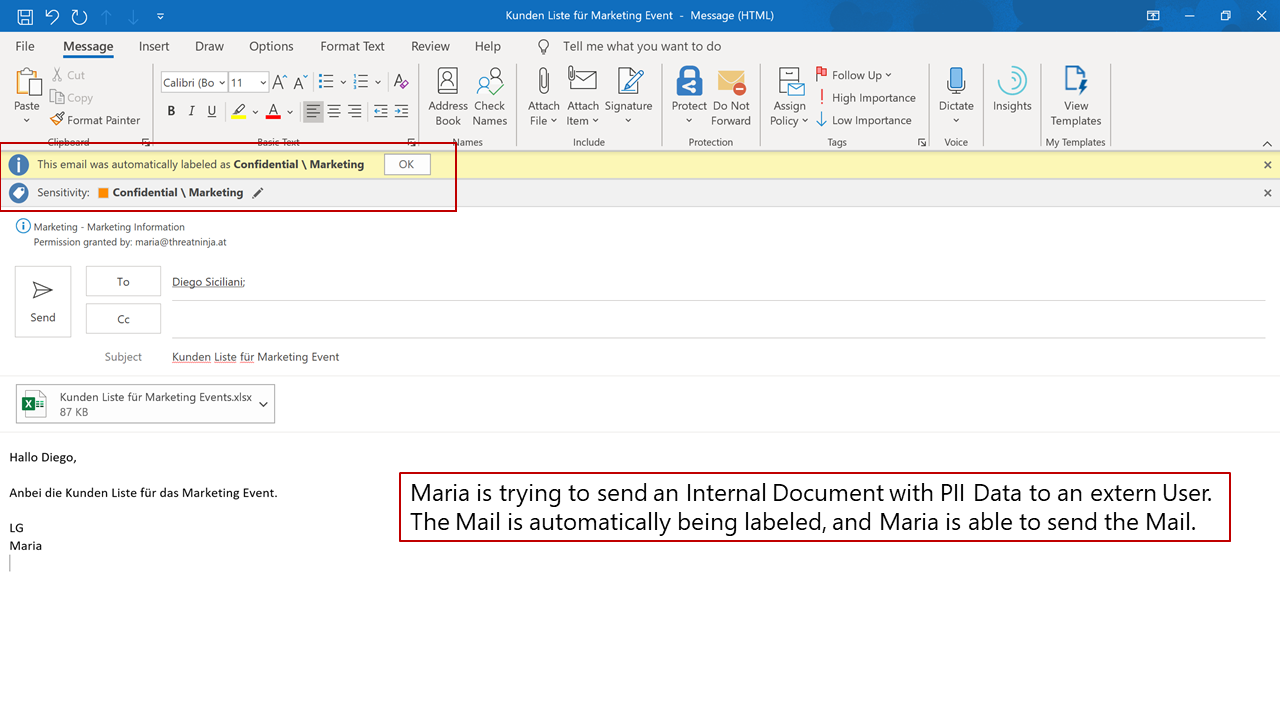 Kunden Liste für Marketing Event - Message (HTML)
File Message Insert Draw Options Format Text Review Help Tell me what you want to do
Paste
Cut
Copy
Format Painter
Clipboard
Calibri (Bo 11
B I U
Basic Text
Address Book
Check Names
Names
Attach File
Attach Item
Signature
Include
Protect
Do Not Forward
Protection
Assign Policy
Follow Up
High Importance
Low Importance
Tags
Dictate
Voice
Insights
View Templates
My Templates
This email was automatically labeled as Confidential \ Marketing OK
Sensitivity: Confidential \ Marketing
Marketing - Marketing Information
Permission granted by: maria@threatninja.at
Send
To Diego Siciliani;
Cc
Subject Kunden Liste für Marketing Event
Kunden Liste für Marketing Events.xlsx
87 KB
Hallo Diego,
Anbei die Kunden Liste für das Marketing Event.
LG
Maria
Maria is trying to send an Internal Document with PII Data to an extern User.
The Mail is automatically being labeled, and Maria is able to send the Mail.